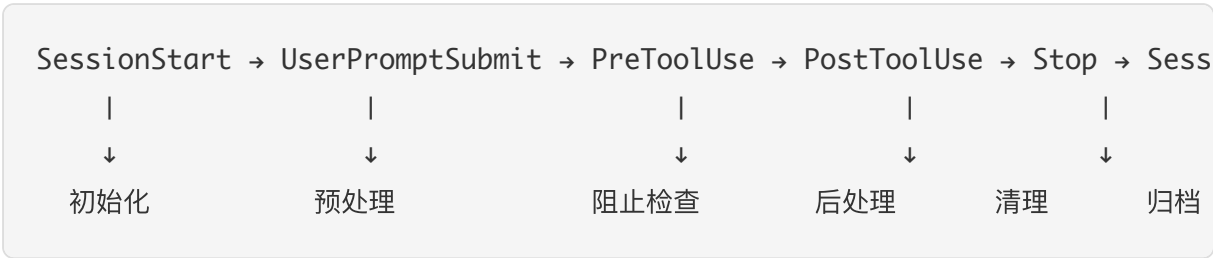 SessionStart → UserPromptSubmit → PreToolUse → PostToolUse → Stop → Sess
| | | | |
↓ ↓ ↓ ↓ ↓
初始化 预处理 阻止检查 后处理 清理 归档